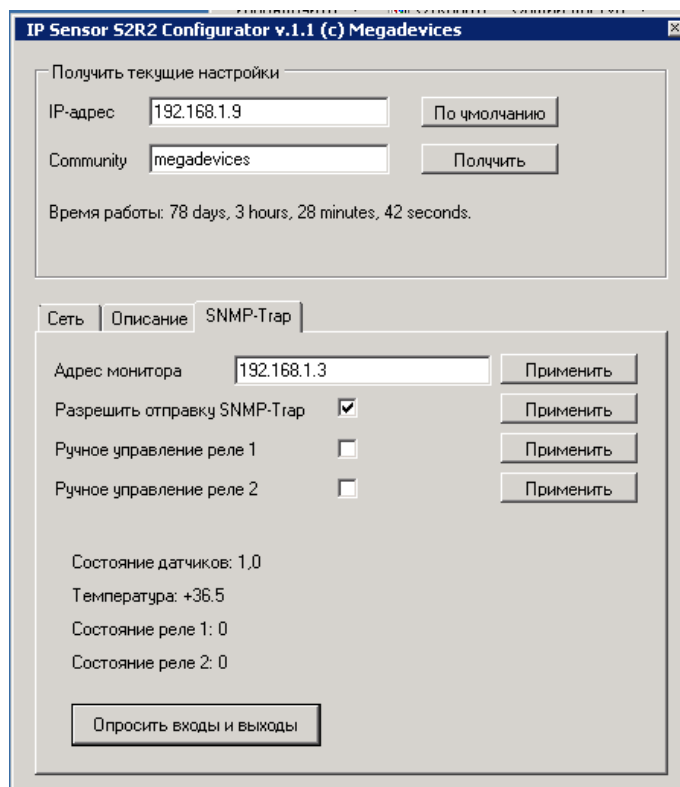 IP Sensor S2R2 Configurator v.1.1 (c) Megadevices
Получить текущие настройки
IP-адрес 192.168.1.9 По умолчанию
Community megadevices Получить
Время работы: 78 days, 3 hours, 28 minutes, 42 seconds.
Сеть Описание SNMP-Trap
Адрес монитора 192.168.1.3 Применить
Разрешить отправку SNMP-Trap Применить
Ручное управление реле 1 Применить
Ручное управление реле 2 Применить
Состояние датчиков: 1,0
Температура: +36.5
Состояние реле 1: 0
Состояние реле 2: 0
Опросить входы и выходы